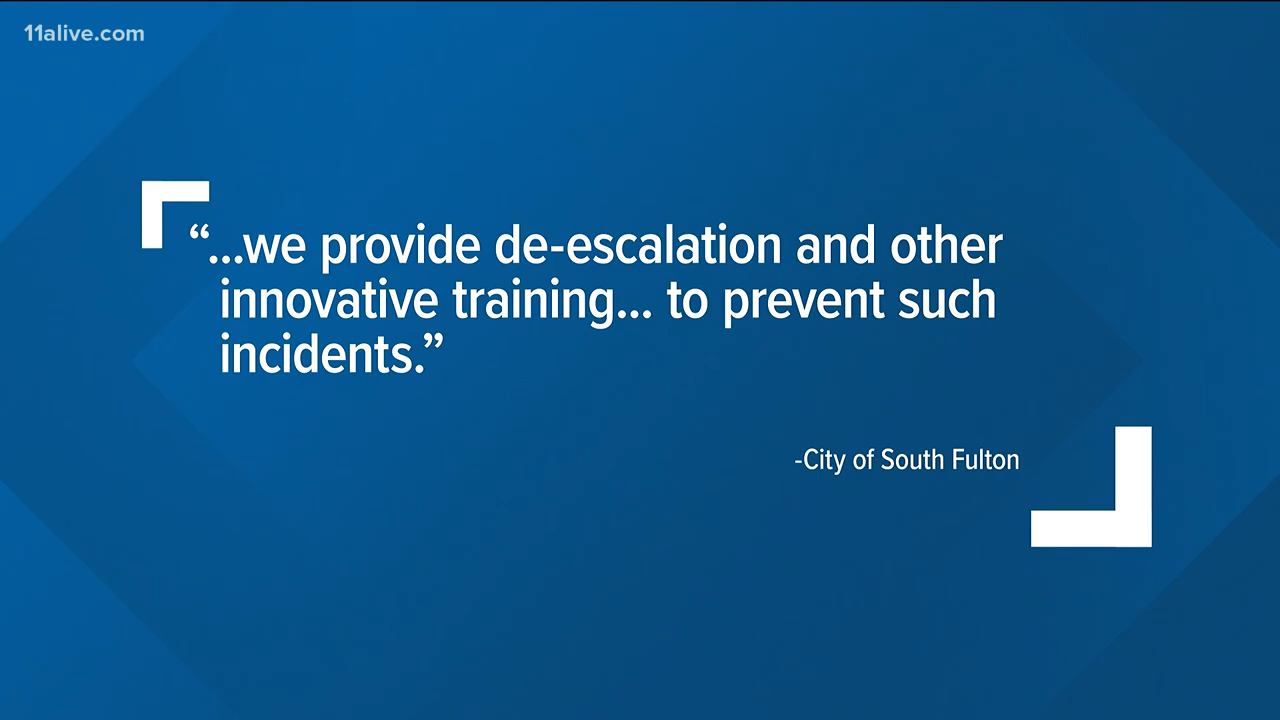 11alive.com
“...we provide de-escalation and other
innovative training... to prevent such
incidents.”
-City of South Fulton